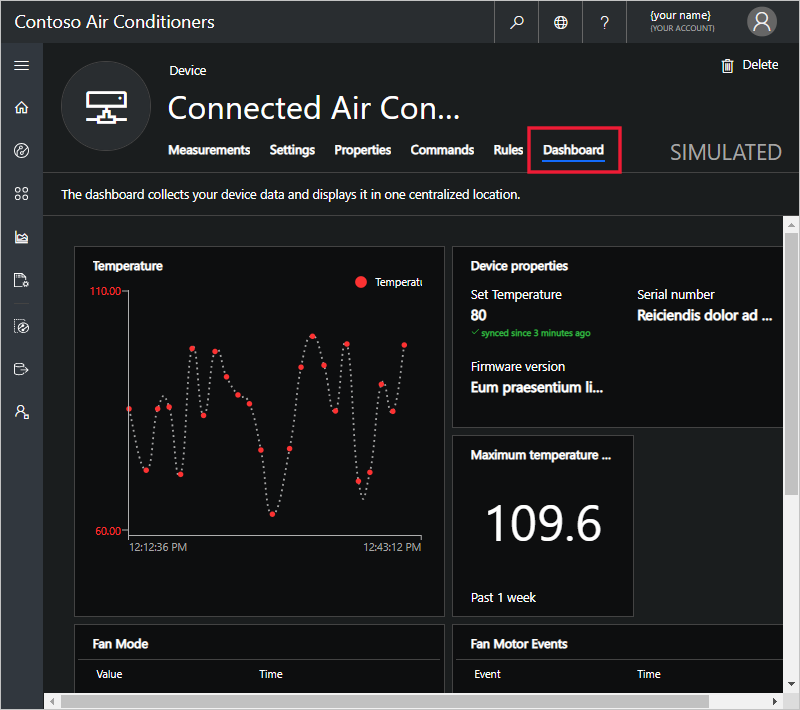 Contoso Air Conditioners
?
{your name}
(YOUR ACCOUNT)
Device
Delete
Connected Air Con...
Measurements Settings Properties Commands Rules Dashboard
SIMULATED
The dashboard collects your device data and displays it in one centralized location.
Temperature
Temperatu
110.00
60.00
12:12:36 PM 12:43:12 PM
Device properties
Set Temperature Serial number
80 Reiciendis dolor ad ...
synced since 3 minutes ago
Firmware version
Eum praesentium li...
Maximum temperature ...
109.6
Past 1 week
Fan Mode
Value Time
Fan Motor Events
Event Time